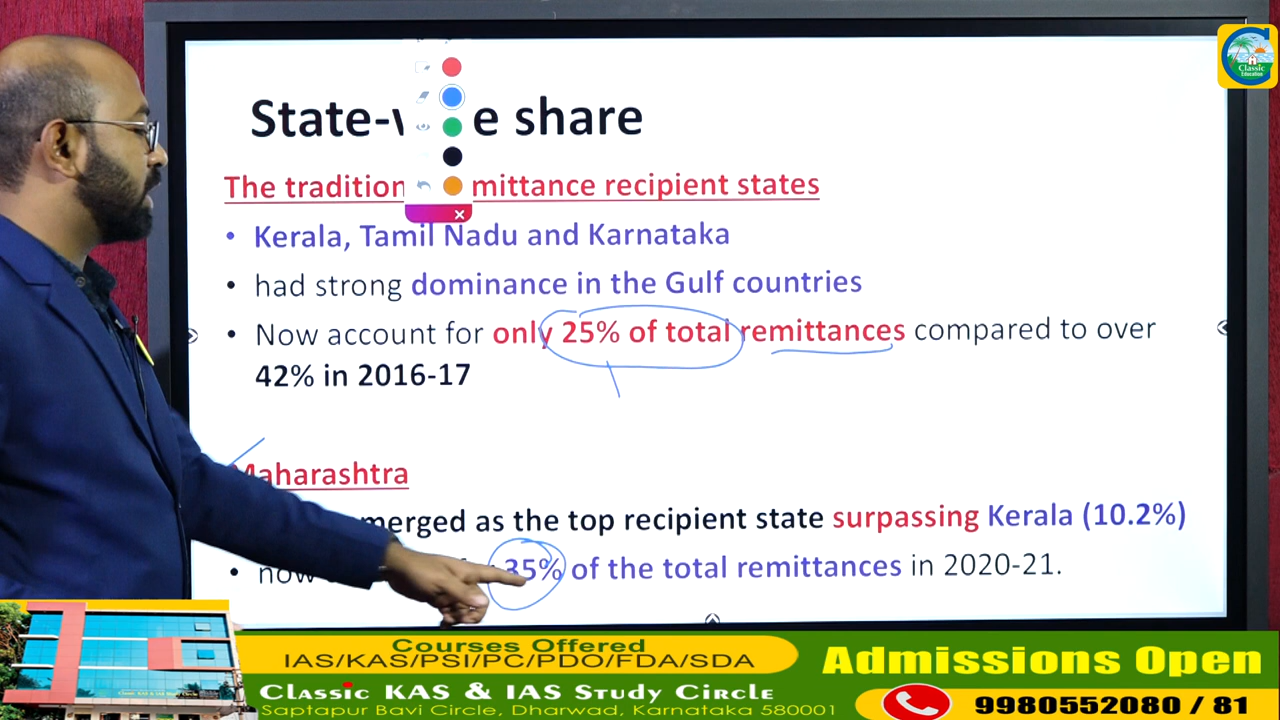 State-w e share
The tradition mittance recipient states
• Kerala, Tamil Nadu and Karnataka
• had strong dominance in the Gulf countries
• Now account for only 25% of total remittances compared to over
42% in 2016-17
Maharashtra
merged as the top recipient state surpassing Kerala (10.2%)
• now 35% of the total remittances in 2020-21.
Classic
Education
Courses Offered
IAS/KAS/PSI/PC/PDO/FDA/SDA
Classic KAS & IAS Study Circle
Saptapur Bavi Circle, Dharwad, Karnataka 580001
Admissions Open
9980552080 / 81